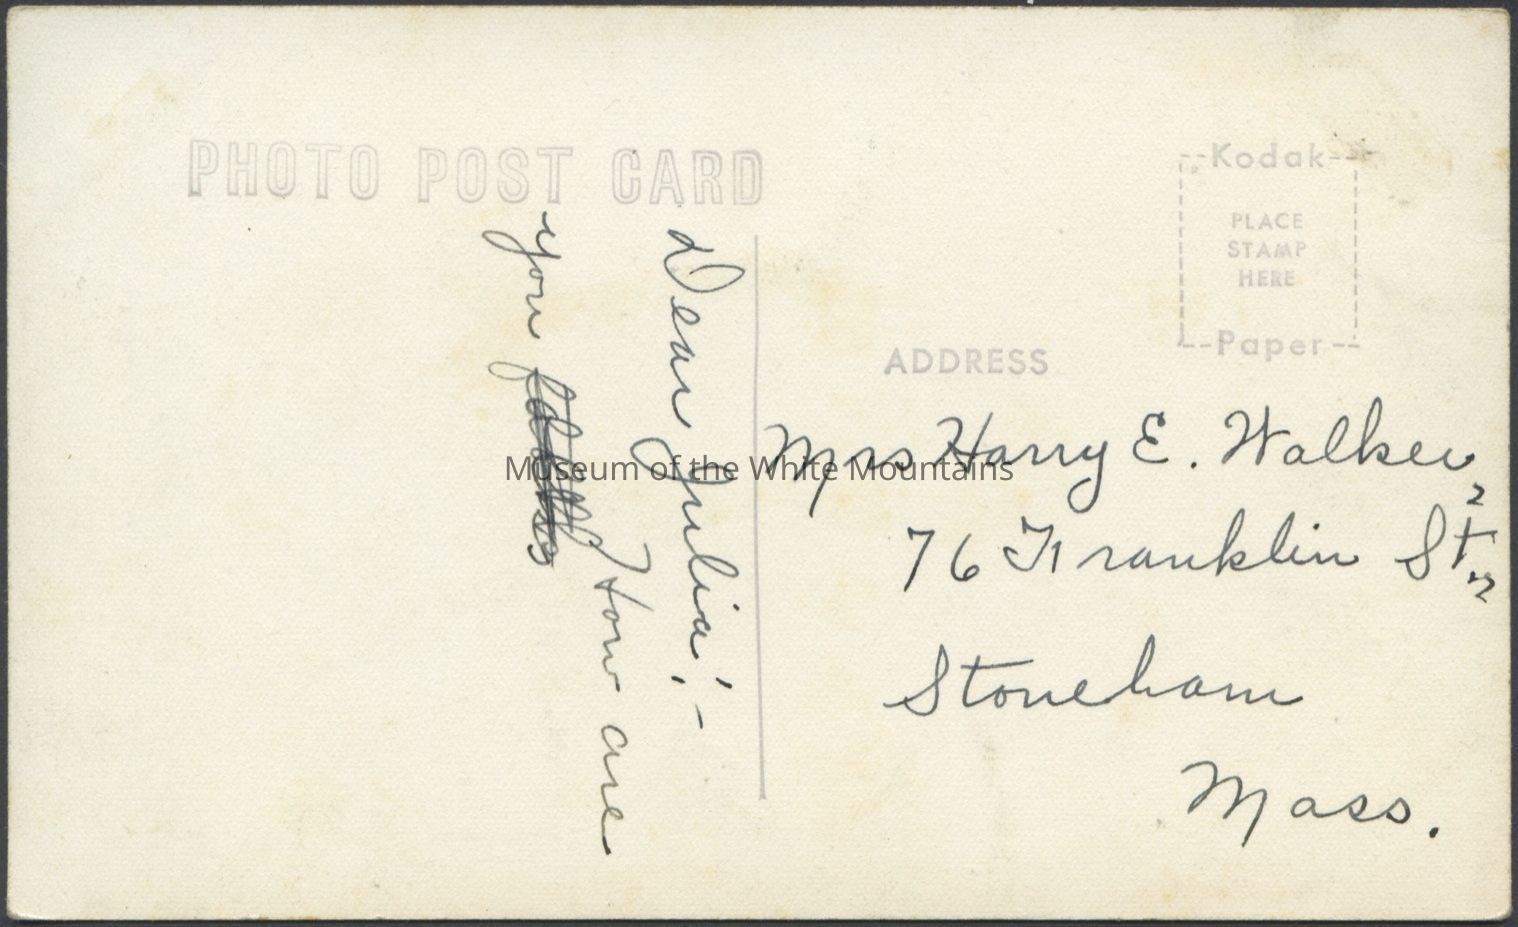 PHOTO POST CARD
Kodak
PLACE
STAMP
HERE
Paper
ADDRESS
Dear Julia!-
How are
you
Mrs Harry E. Walker,
76 Franklin St.,
Stoneham
Mass.
Museum of the White Mountains